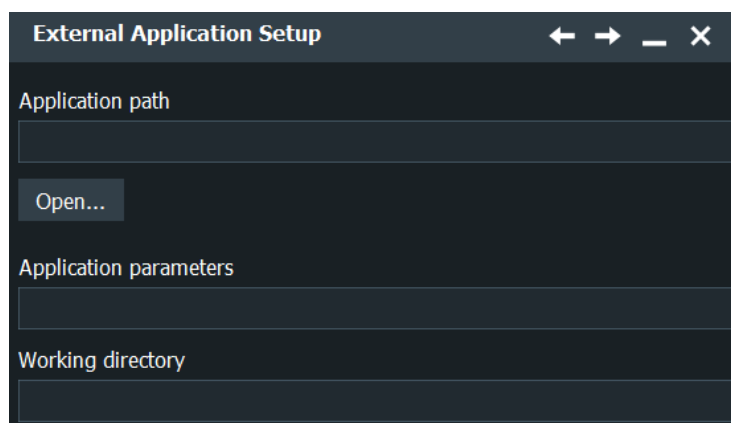 External Application Setup
Application path
Open...
Application parameters
Working directory